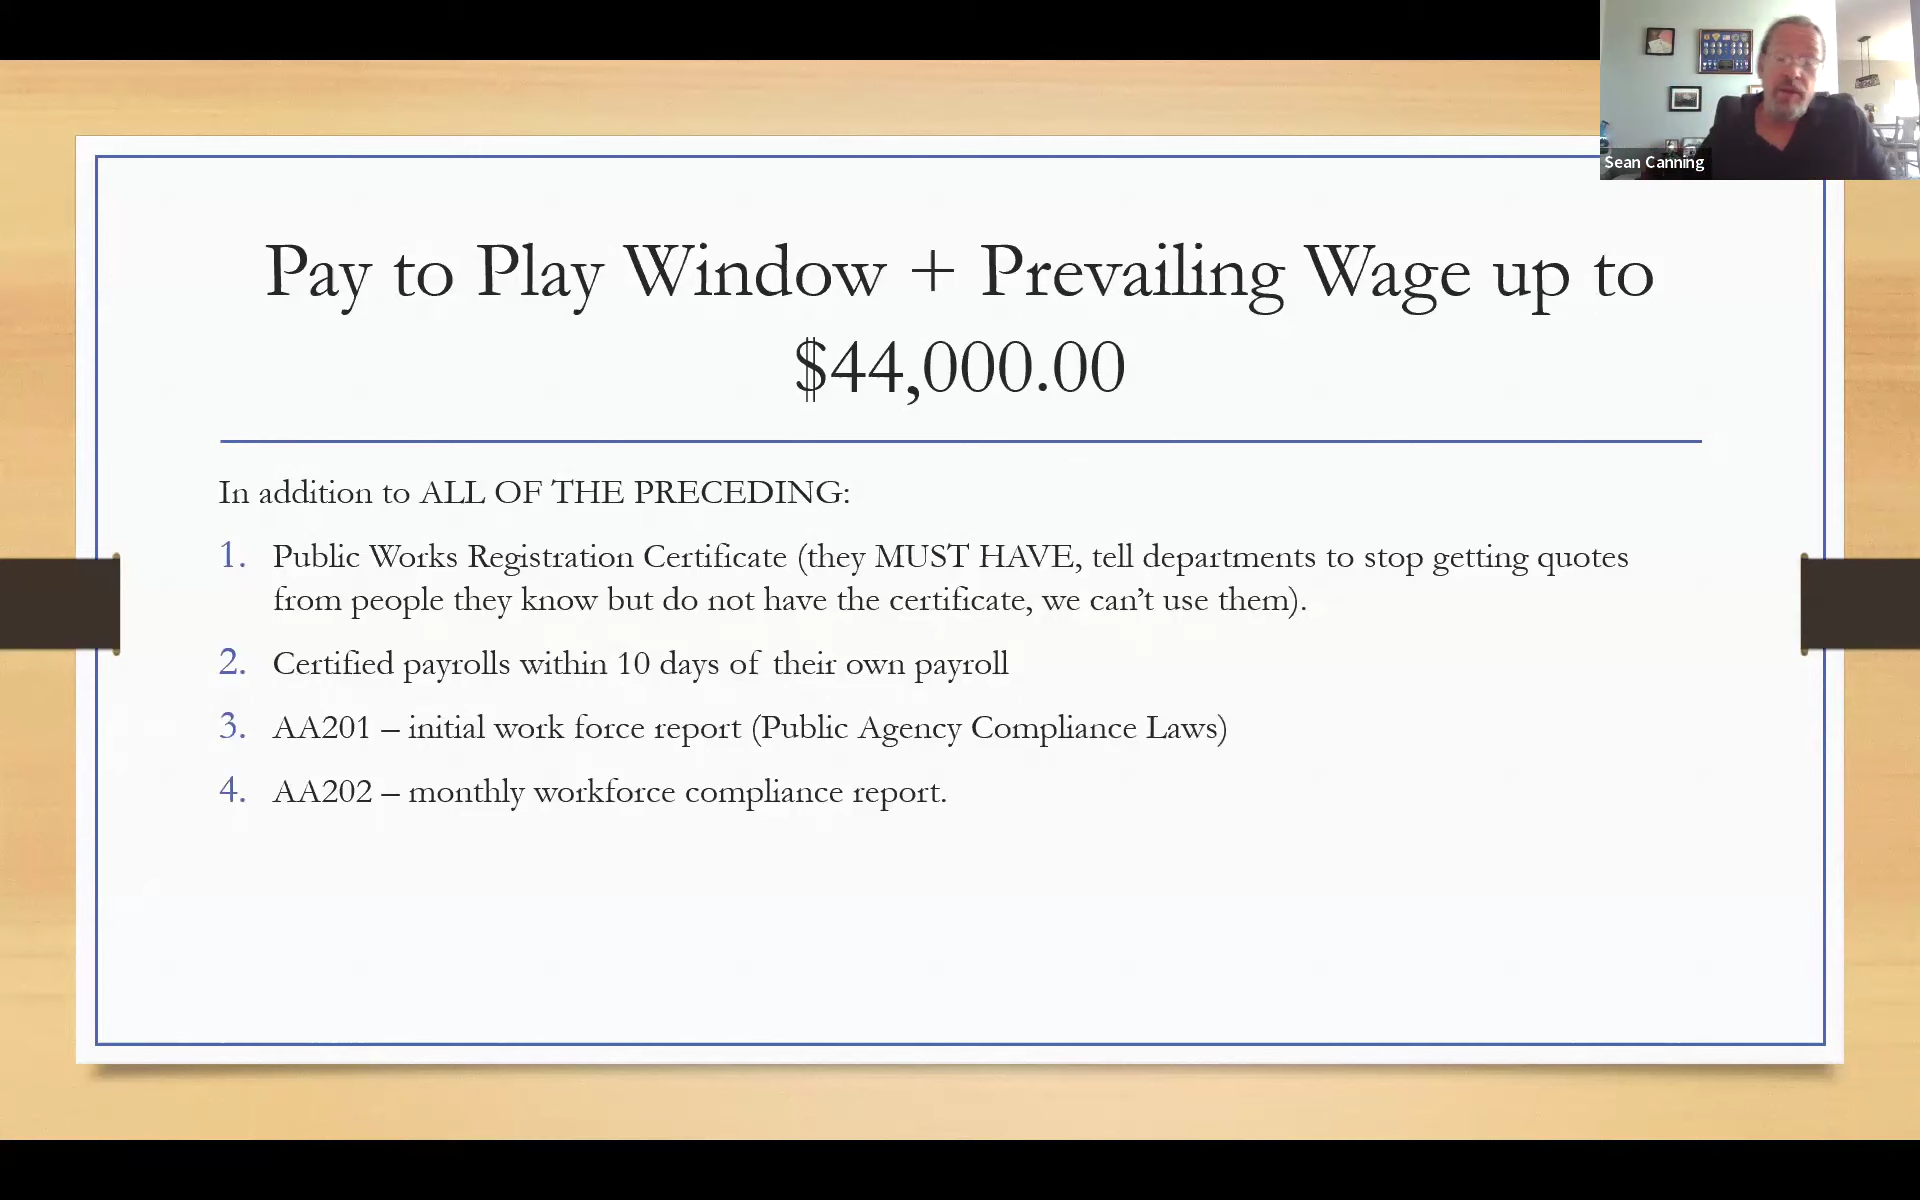 Sean Canning
Pay to Play Window + Prevailing Wage up to
$44,000.00
In addition to ALL OF THE PRECEDING:
1. Public Works Registration Certificate (they MUST HAVE, tell departments to stop getting quotes
from people they know but do not have the certificate, we can’t use them).
2. Certified payrolls within 10 days of their own payroll
3. AA201 – initial work force report (Public Agency Compliance Laws)
4. AA202 – monthly workforce compliance report.